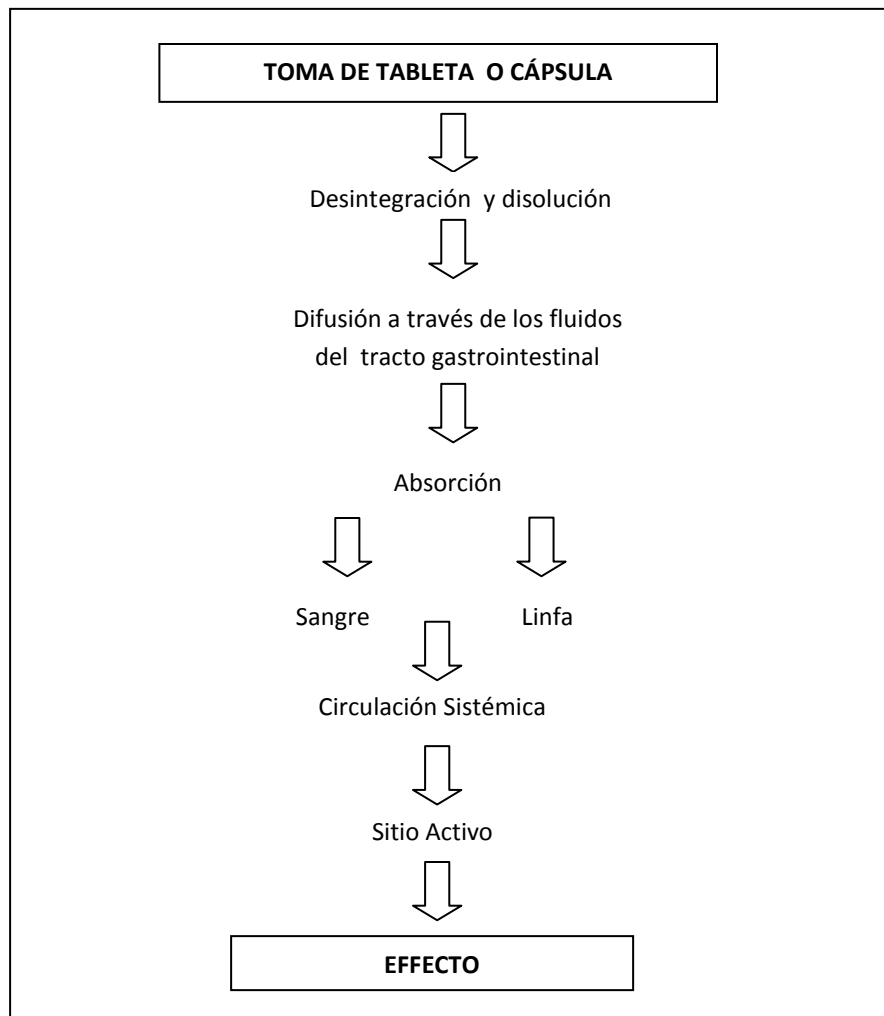 TOMA DE TABLETA O CÁPSULA
Desintegración y disolución
Difusión a través de los fluidos
del tracto gastrointestinal
Absorción
Sangre Linfa
Circulación Sistémica
Sitio Activo
EFFECTO